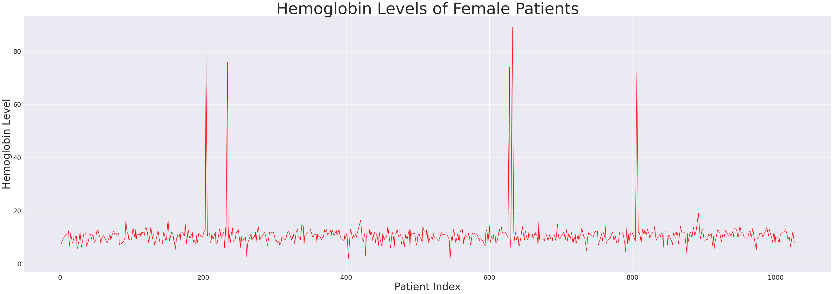 Hemoglobin Levels of Female Patients
Hemoglobin Level
80
60
40
20
0
0 200 400 600 800 1000
Patient Index